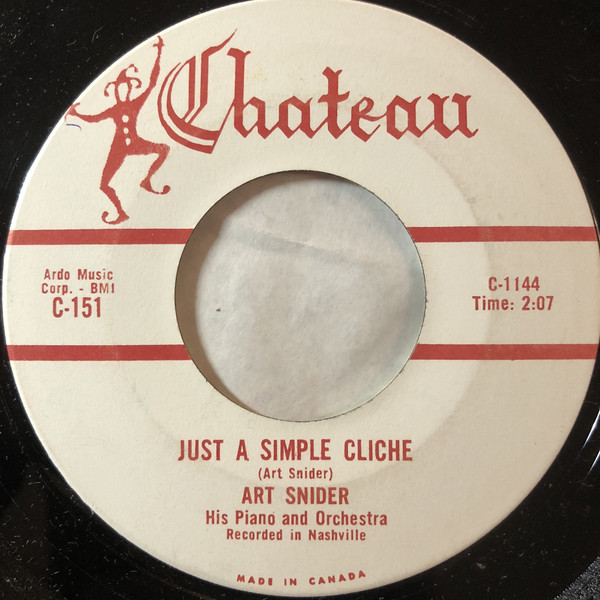 Chateau
Ardo Music
Corp. - BMI
C-151
C-1144
Time: 2:07
JUST A SIMPLE CLICHE
(Art Snider)
ART SNIDER
His Piano and Orchestra
Recorded in Nashville
MADE IN CANADA